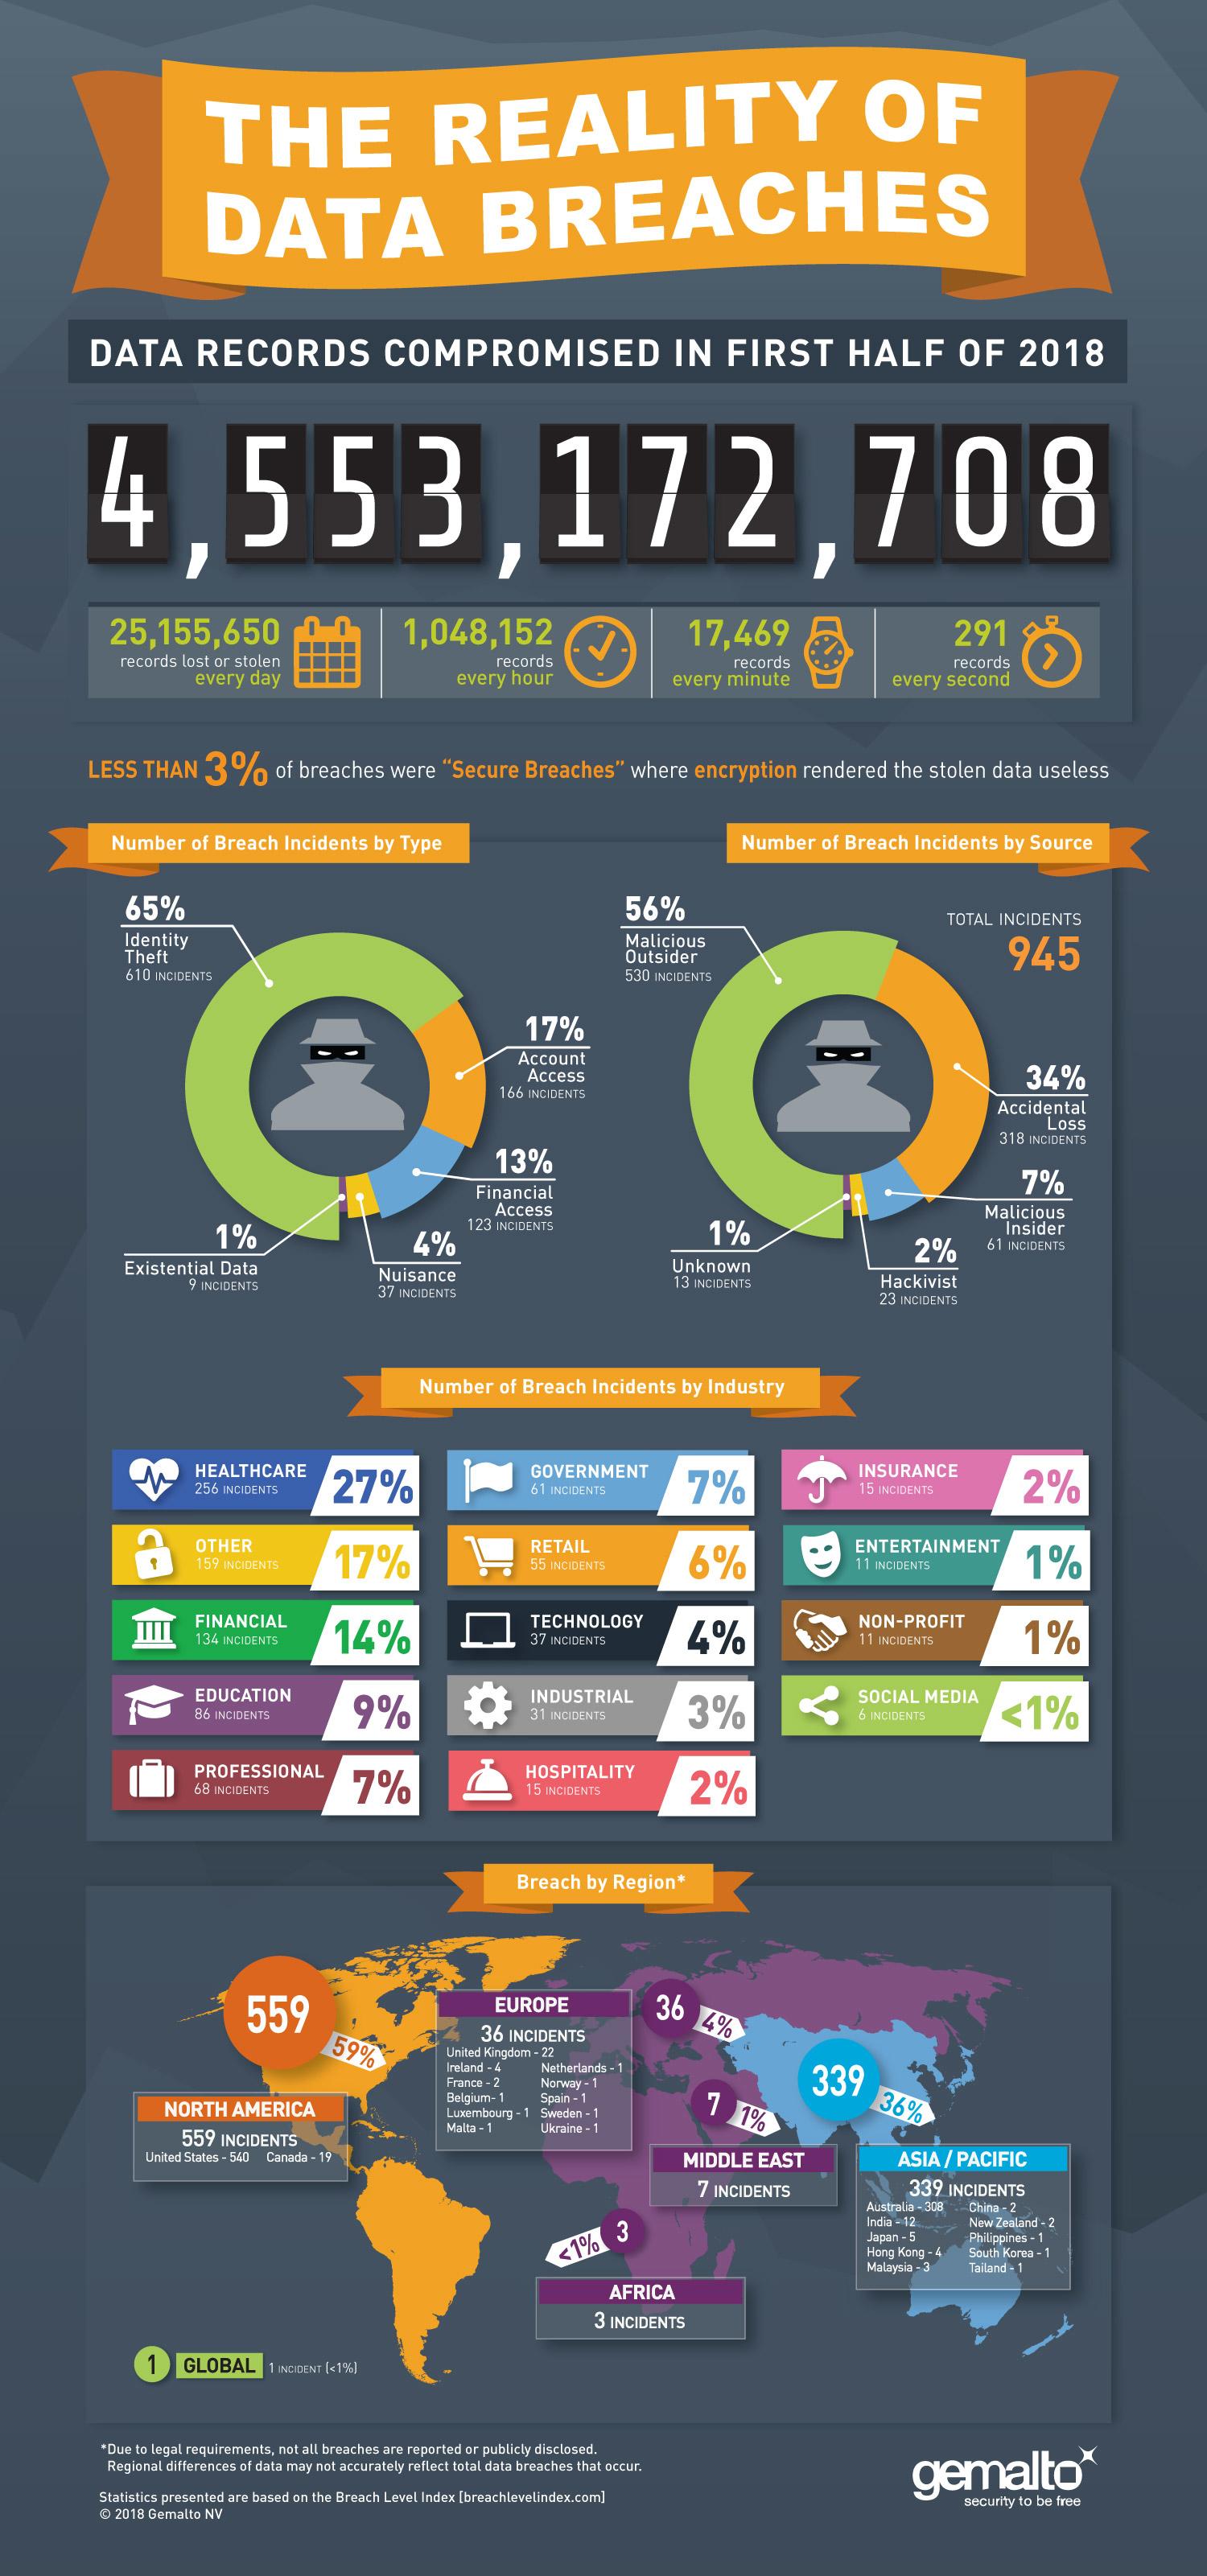 THE REALITY OF
DATA BREACHES
DATA RECORDS COMPROMISED IN FIRST HALF OF 2018
4,553,172,708
25,155,650
records lost or stolen
every day
1,048,152
records
every hour
17,469
records
every minute
291
records
every second
LESS THAN 3% of breaches were “Secure Breaches” where encryption rendered the stolen data useless
Number of Breach Incidents by Type
65%
Identity
Theft
610 INCIDENTS
17%
Account
Access
166 INCIDENTS
13%
Financial
Access
123 INCIDENTS
4%
Nuisance
37 INCIDENTS
1%
Existential Data
9 INCIDENTS
Number of Breach Incidents by Source
TOTAL INCIDENTS
945
56%
Malicious
Outsider
530 INCIDENTS
34%
Accidental
Loss
318 INCIDENTS
7%
Malicious
Insider
61 INCIDENTS
2%
Hackivist
23 INCIDENTS
1%
Unknown
13 INCIDENTS
Number of Breach Incidents by Industry
HEALTHCARE
256 INCIDENTS
27%
OTHER
159 INCIDENTS
17%
FINANCIAL
134 INCIDENTS
14%
EDUCATION
86 INCIDENTS
9%
PROFESSIONAL
68 INCIDENTS
7%
GOVERNMENT
61 INCIDENTS
7%
RETAIL
55 INCIDENTS
6%
TECHNOLOGY
37 INCIDENTS
4%
INDUSTRIAL
31 INCIDENTS
3%
HOSPITALITY
15 INCIDENTS
2%
INSURANCE
15 INCIDENTS
2%
ENTERTAINMENT
11 INCIDENTS
1%
NON-PROFIT
11 INCIDENTS
1%
SOCIAL MEDIA
6 INCIDENTS
<1%
Breach by Region*
559
59%
NORTH AMERICA
559 INCIDENTS
United States - 540 Canada - 19
EUROPE
36 INCIDENTS
United Kingdom - 22
Ireland - 4 Netherlands - 1
France - 2 Norway - 1
Belgium- 1 Spain - 1
Luxembourg - 1 Sweden - 1
Malta - 1 Ukraine - 1
36
4%
7
1%
MIDDLE EAST
7 INCIDENTS
339
36%
ASIA / PACIFIC
339 INCIDENTS
Australia - 308 China - 2
India - 12 New Zealand - 2
Japan - 5 Philippines - 1
Hong Kong - 4 South Korea - 1
Malaysia - 3 Tailand - 1
3
<1%
AFRICA
3 INCIDENTS
1 GLOBAL 1 INCIDENT (<1%)
*Due to legal requirements, not all breaches are reported or publicly disclosed.
Regional differences of data may not accurately reflect total data breaches that occur.
Statistics presented are based on the Breach Level Index [breachlevelindex.com]
© 2018 Gemalto NV
gemalto
security to be free